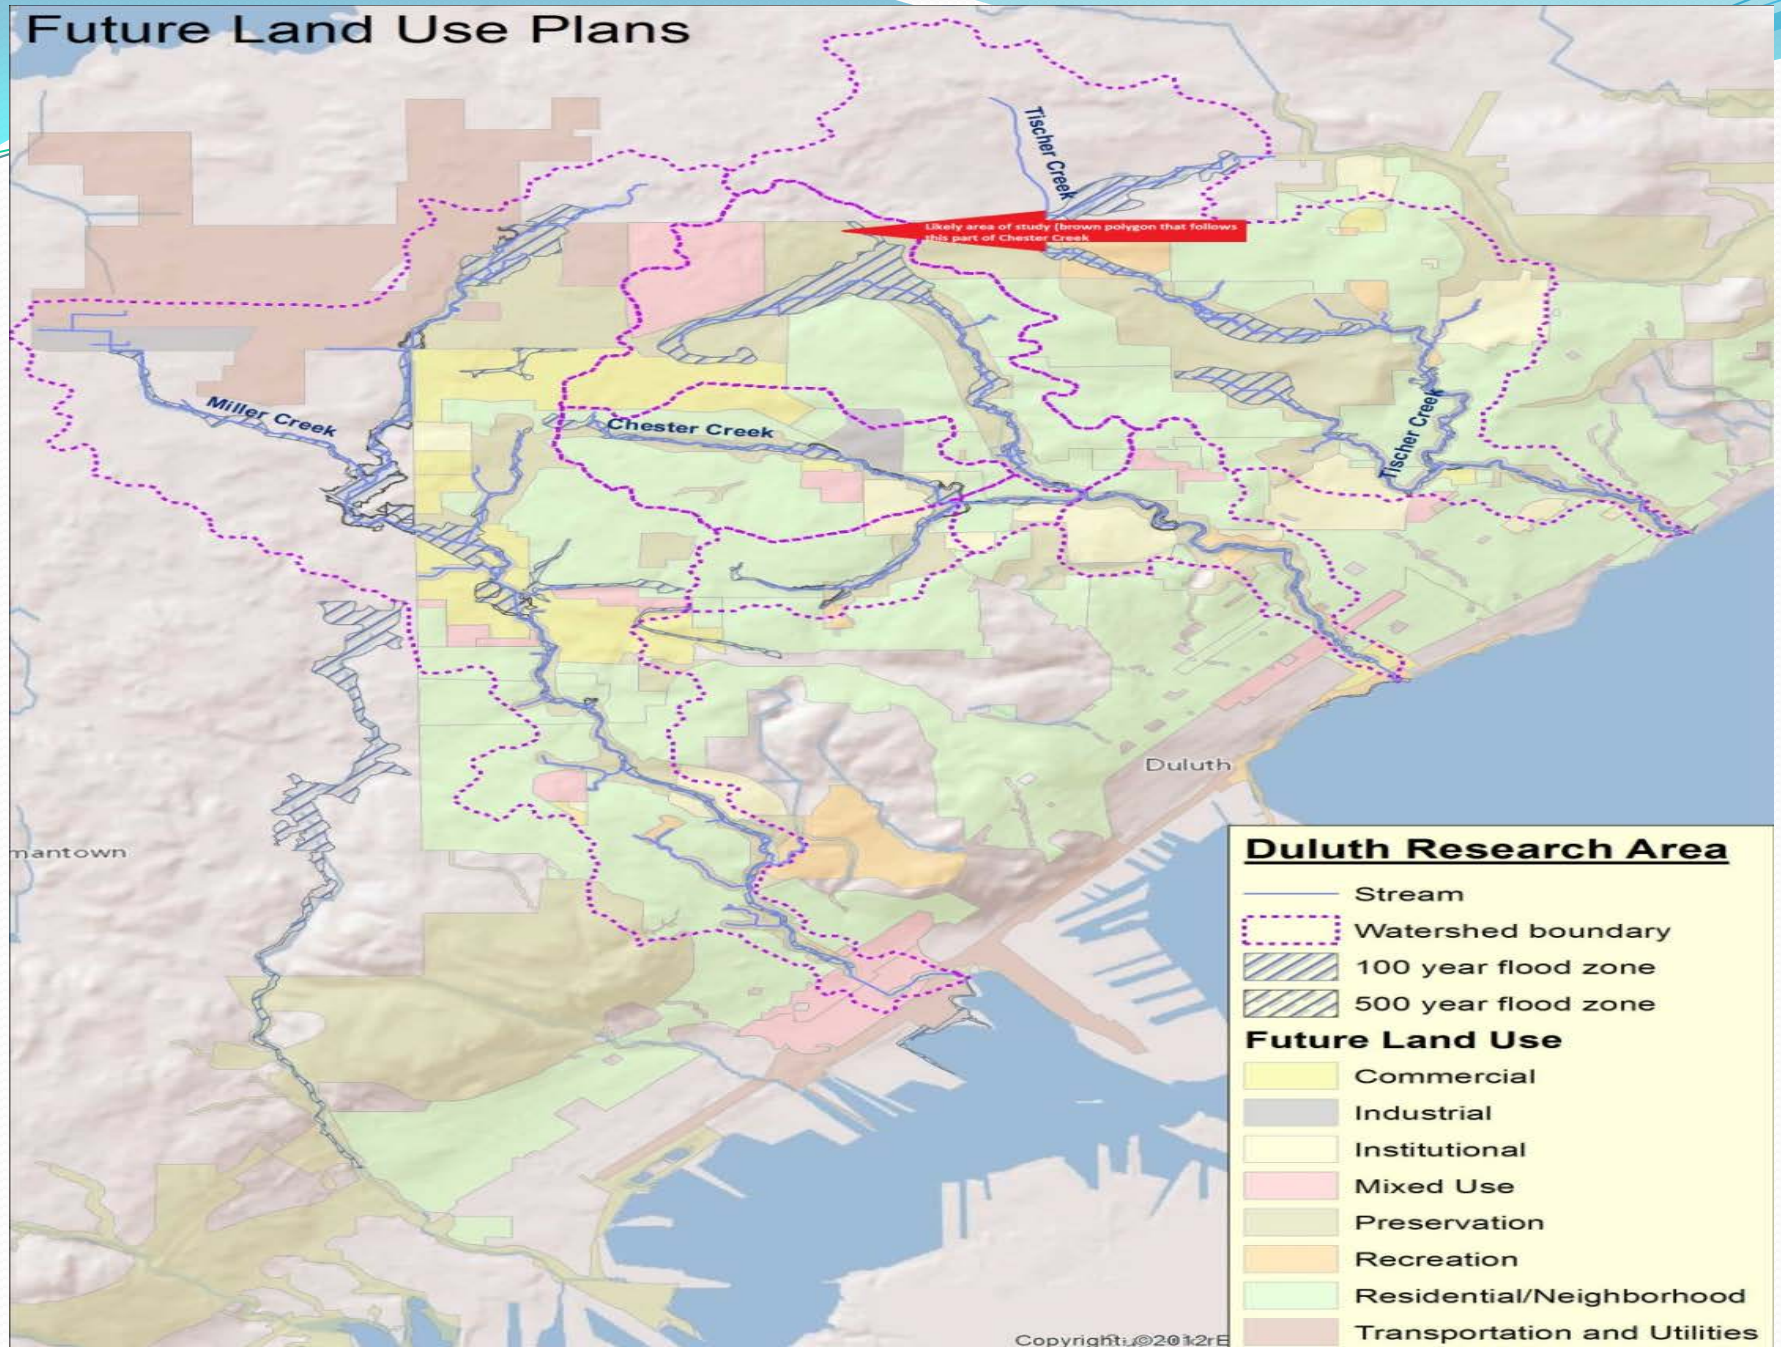 Future Land Use Plans
Tischer Creek
Likely area of study (brown polygon that follows
this part of Chester Creek
Miller Creek
Chester Creek
Tischer Creek
Duluth
mantown
Duluth Research Area
Stream
Watershed boundary
100 year flood zone
500 year flood zone
Future Land Use
Commercial
Industrial
Institutional
Mixed Use
Preservation
Recreation
Residential/Neighborhood
Transportation and Utilities